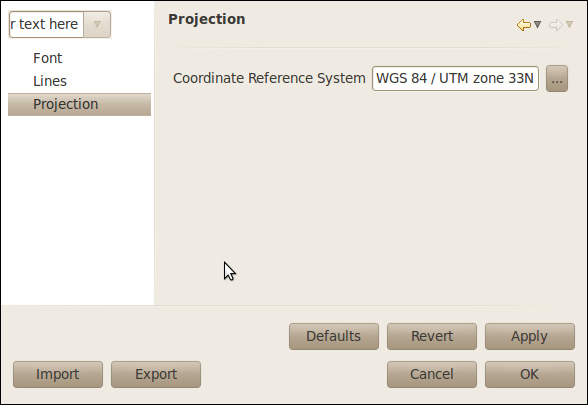 r text here
Font
Lines
Projection
Projection
Coordinate Reference System WGS 84 / UTM zone 33N ...
Defaults Revert Apply
Import Export Cancel OK